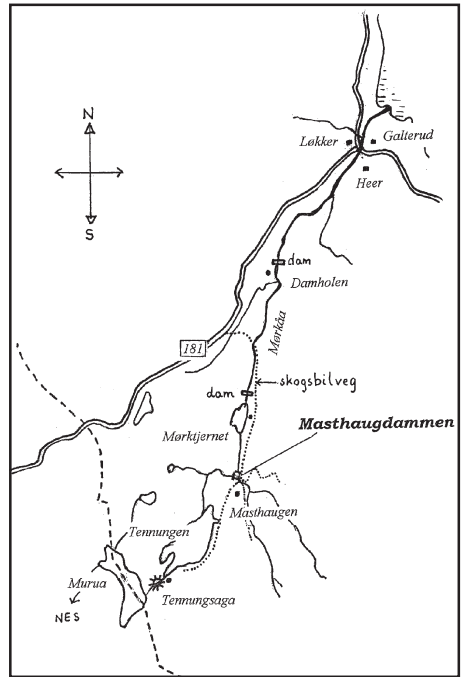 N
S
Løkker
Galterud
Heer
dam
Damholen
Mørkåa
181
skogsbilveg
dam
Masthaugdammen
Mørktjernet
Masthaugen
Tennungen
Murua
NES
Tennungsaga